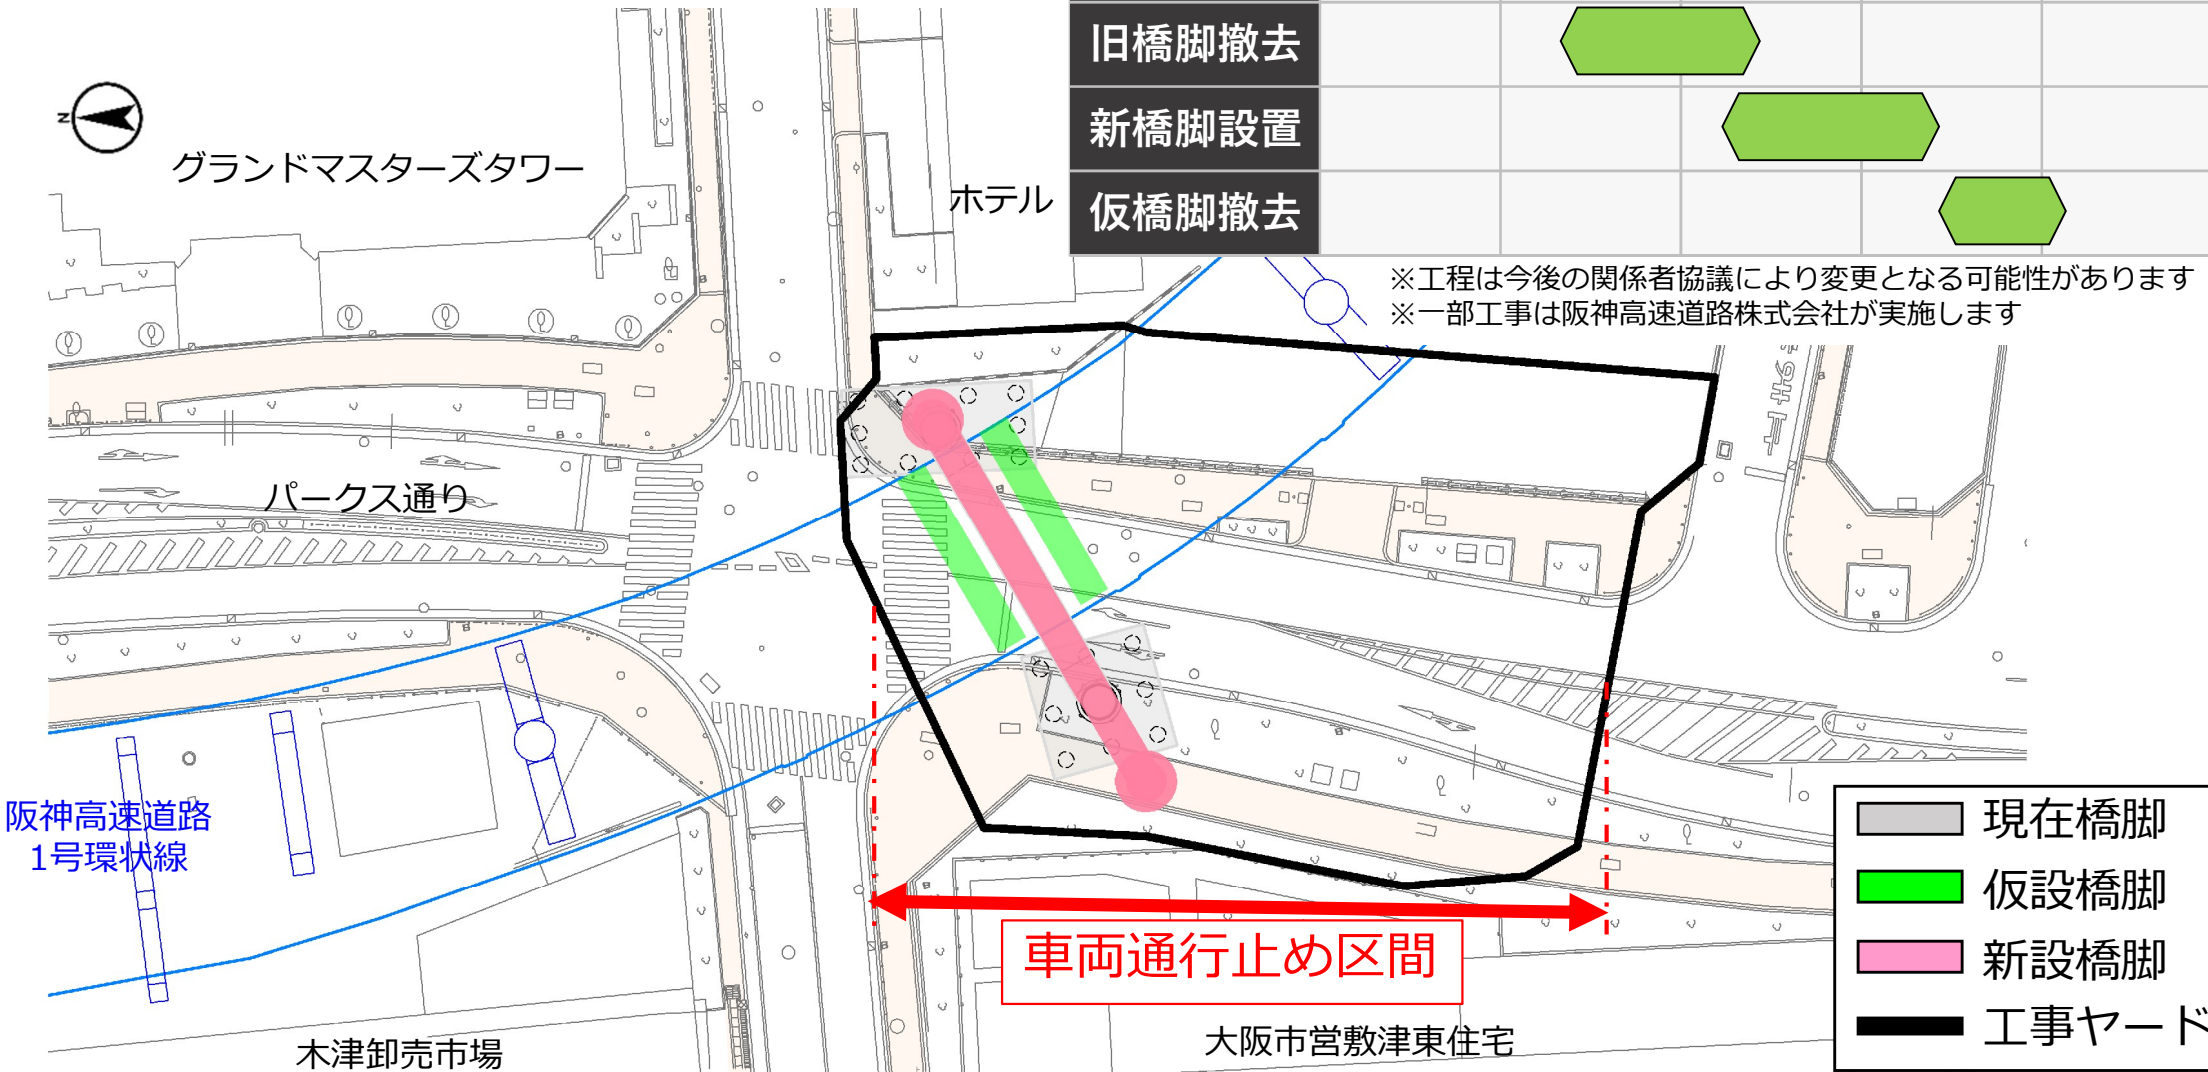 旧橋脚撤去
新橋脚設置
仮橋脚撤去
※工程は今後の関係者協議により変更となる可能性があります
※一部工事は阪神高速道路株式会社が実施します
Z
グランドマスターズタワー
ホテル
パークス通り
阪神高速道路
1号環状線
車両通行止め区間
木津卸売市場
大阪市営敷津東住宅
現在橋脚
仮設橋脚
新設橋脚
工事ヤード